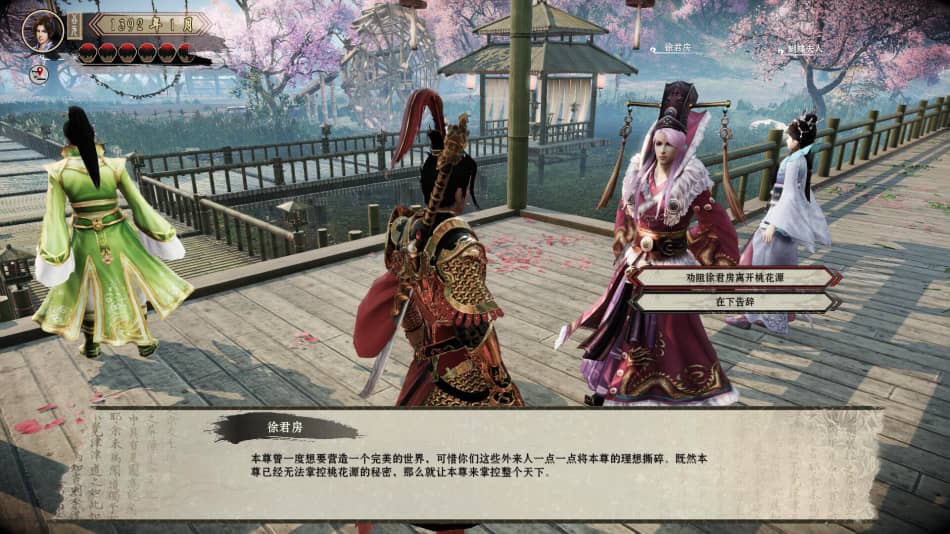 1392年1月
徐君房
劝阻徐君房离开桃花源
在下告辞
徐君房
本尊曾一度想要营造一个完美的世界，可惜你们这些外来人一点一点将本尊的理想撕碎。既然本
尊已经无法掌控桃花源的秘密，那么就让本尊来掌控整个天下。